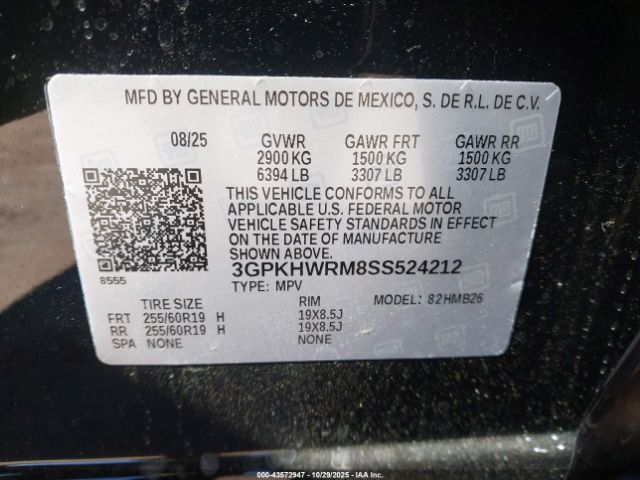 MFD BY GENERAL MOTORS DE MEXICO, S. DE R.L. DE C.V.
08/25 GVWR GAWR FRT GAWR RR
2900 KG 1500 KG 1500 KG
6394 LB 3307 LB 3307 LB
THIS VEHICLE CONFORMS TO ALL
APPLICABLE U.S. FEDERAL MOTOR
VEHICLE SAFETY STANDARDS IN EFFECT
ON THE DATE OF MANUFACTURE
SHOWN ABOVE.
8555 3GPKHWRM8SS524212
TYPE: MPV MODEL: 82HMB26
TIRE SIZE RIM
FRT 255/60R19 H 19X8.5J
RR 255/60R19 H 19X8.5J
SPA NONE NONE
000-43572947 - 10/29/2025 - IAA Inc.